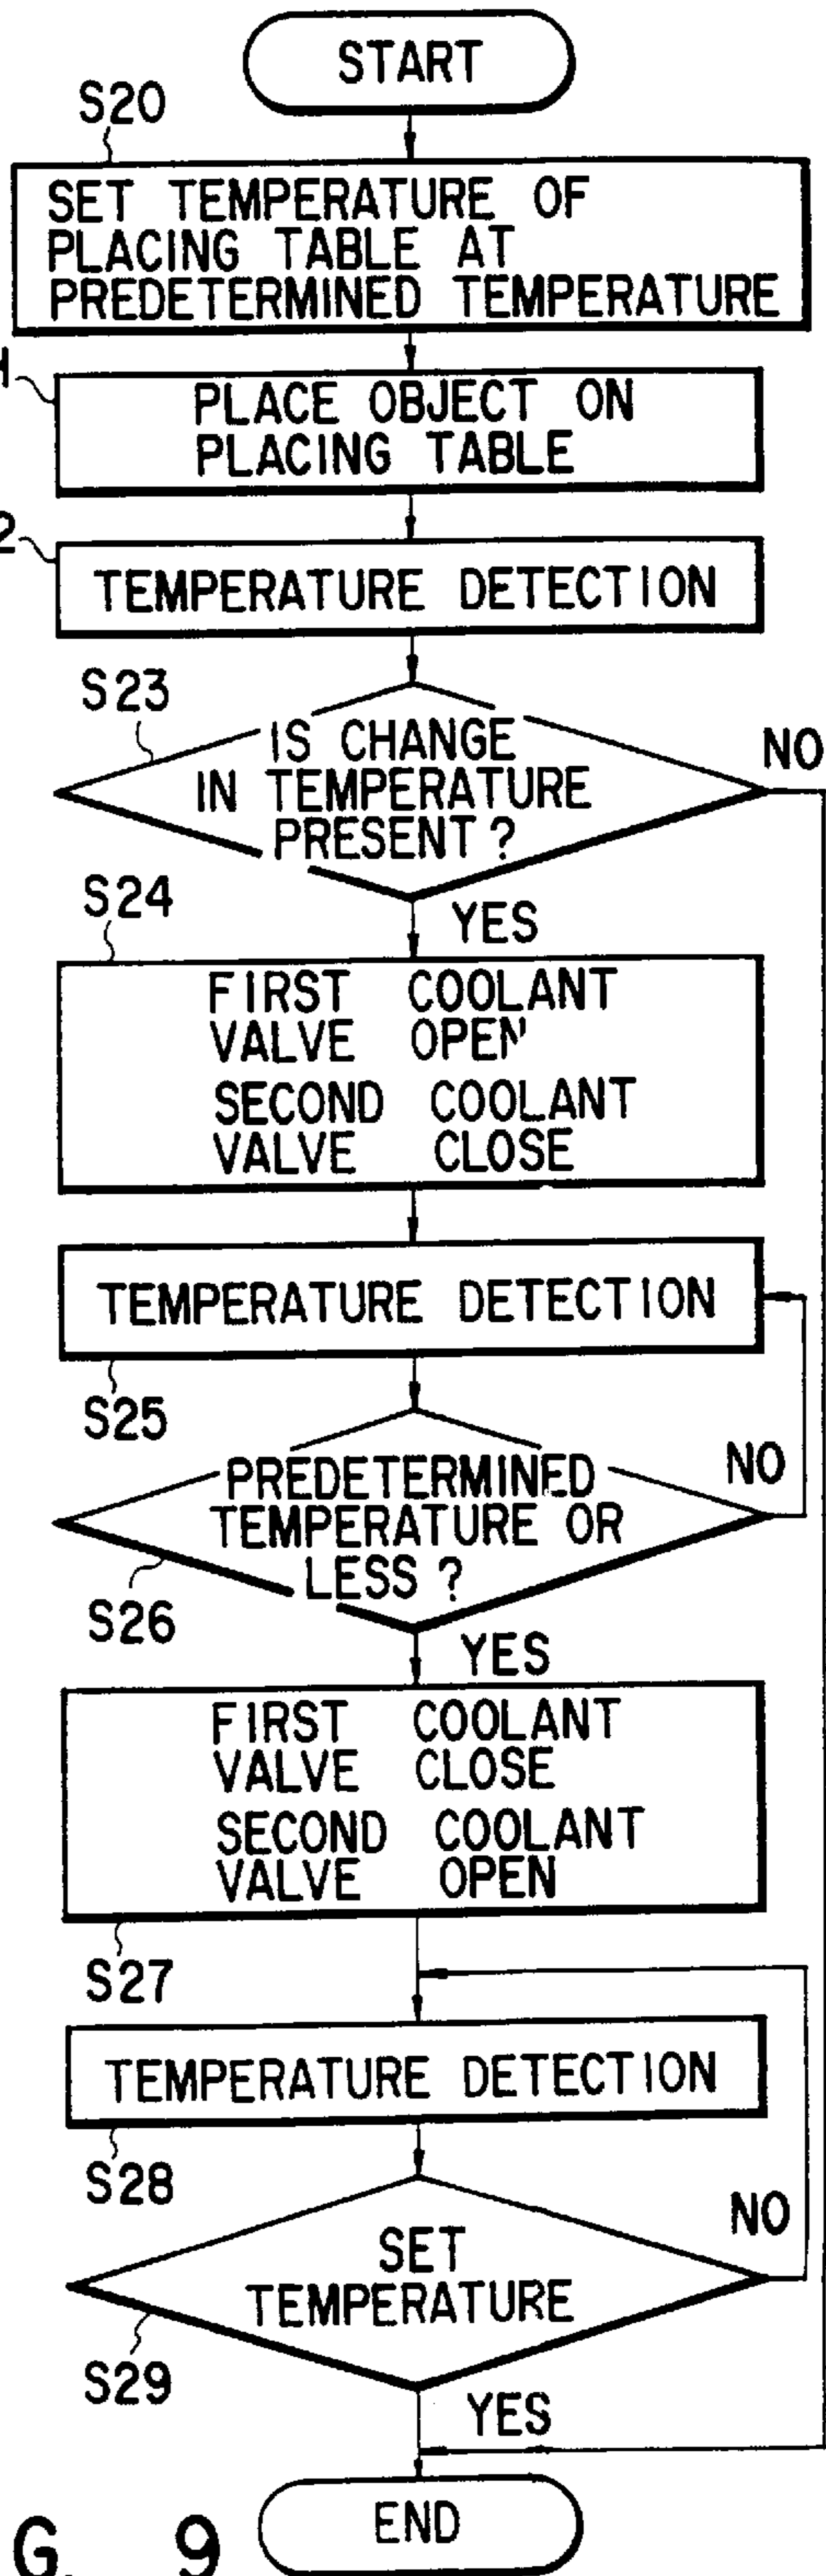 START
S20
SET TEMPERATURE OF
PLACING TABLE AT
PREDETERMINED TEMPERATURE
1
PLACE OBJECT ON
PLACING TABLE
2
TEMPERATURE DETECTION
S23
IS CHANGE
IN TEMPERATURE
PRESENT ?
NO
YES
S24
FIRST COOLANT
VALVE OPEN
SECOND COOLANT
VALVE CLOSE
TEMPERATURE DETECTION
S25
PREDETERMINED
TEMPERATURE OR
LESS ?
NO
S26
YES
FIRST COOLANT
VALVE CLOSE
SECOND COOLANT
VALVE OPEN
S27
TEMPERATURE DETECTION
S28
SET
TEMPERATURE
NO
S29
YES
END
G. 9